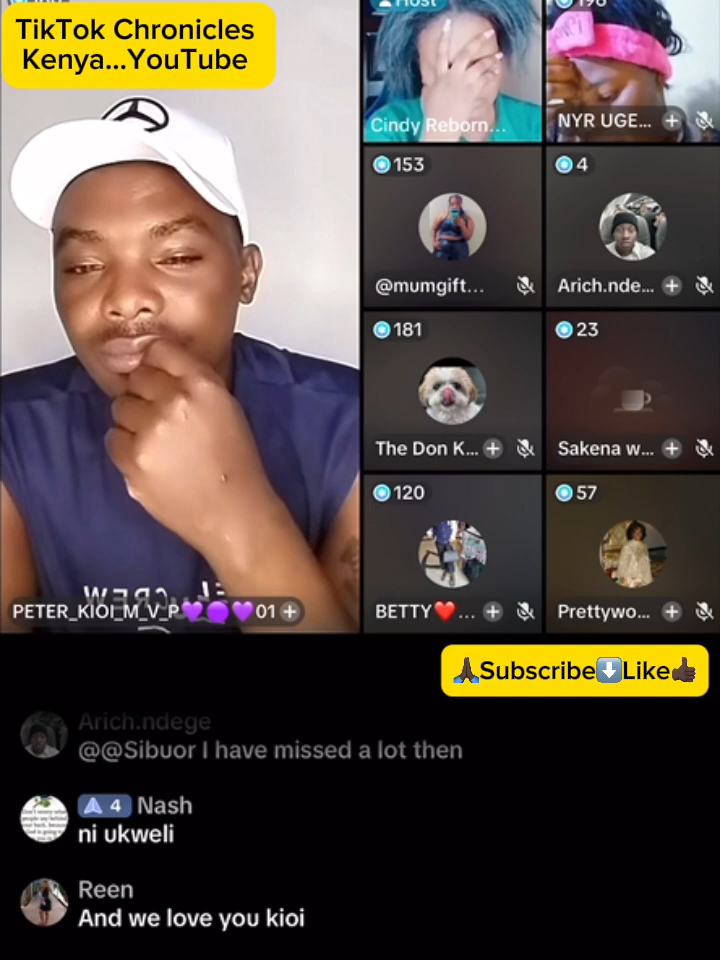 TikTok Chronicles
Kenya...YouTube
Host
Cindy Reborn...
198
NYR UGE...
153
@mumgift...
4
Arich.nde...
181
The Don K...
23
Sakena w...
120
BETTY❤️...
57
Prettywo...
PETER_KIOI_M_V_P💜🟣💜01
🙏🏿Subscribe⬇️Like👍🏿
Arich.ndege
@@Sibuor I have missed a lot then
4 Nash
ni ukweli
Reen
And we love you kioi